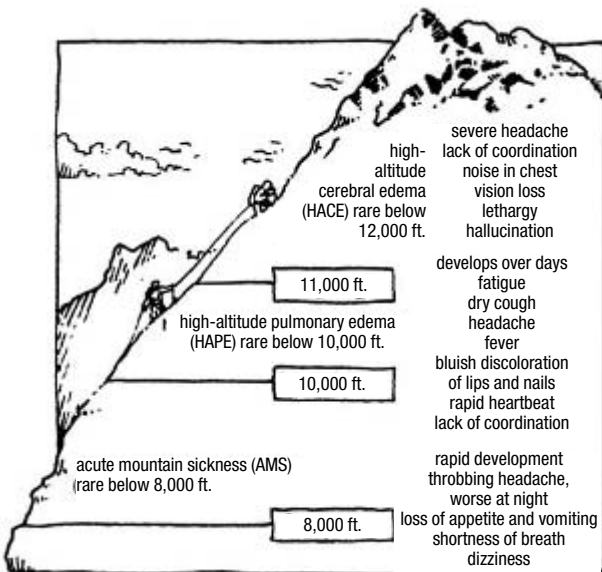 high-
altitude
cerebral edema
(HACE) rare below
12,000 ft.
severe headache
lack of coordination
noise in chest
vision loss
lethargy
hallucination
11,000 ft.
high-altitude pulmonary edema
(HAPE) rare below 10,000 ft.
10,000 ft.
develops over days
fatigue
dry cough
headache
fever
bluish discoloration
of lips and nails
rapid heartbeat
lack of coordination
acute mountain sickness (AMS)
(rare below 8,000 ft.
8,000 ft.
rapid development
throbbing headache,
worse at night
loss of appetite and vomiting
shortness of breath
dizziness